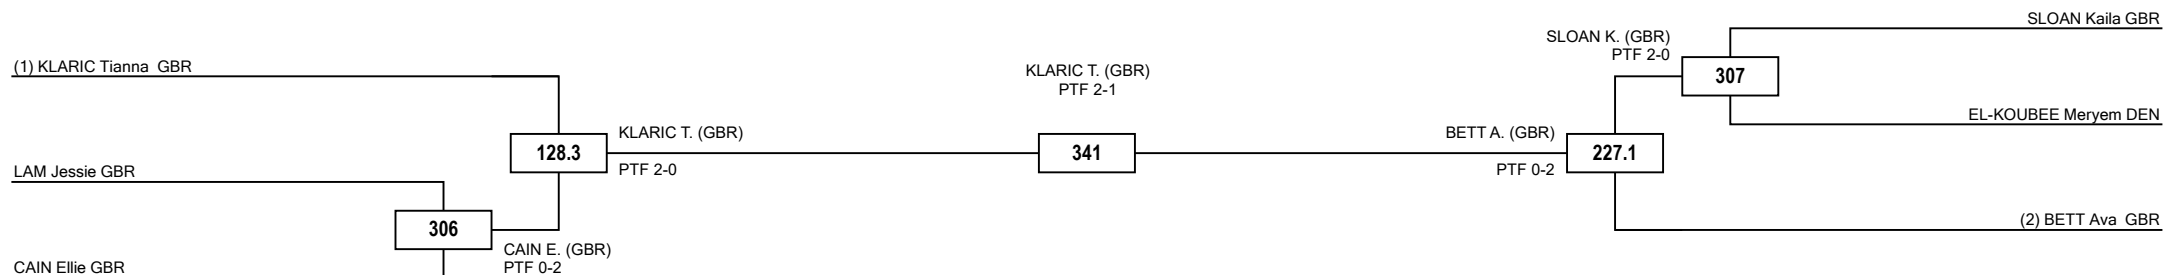 SLOAN Kaila GBR
SLOAN K. (GBR)
PTF 2-0
(1) KLARIC Tianna GBR
KLARIC T. (GBR)
PTF 2-1
307
EL-KOUBEE Meryem DEN
KLARIC T. (GBR)
BETT A. (GBR)
128.3
341
227.1
LAM Jessie GBR
PTF 2-0
PTF 0-2
306
(2) BETT Ava GBR
CAIN E. (GBR)
CAIN Ellie GBR
PTF 0-2